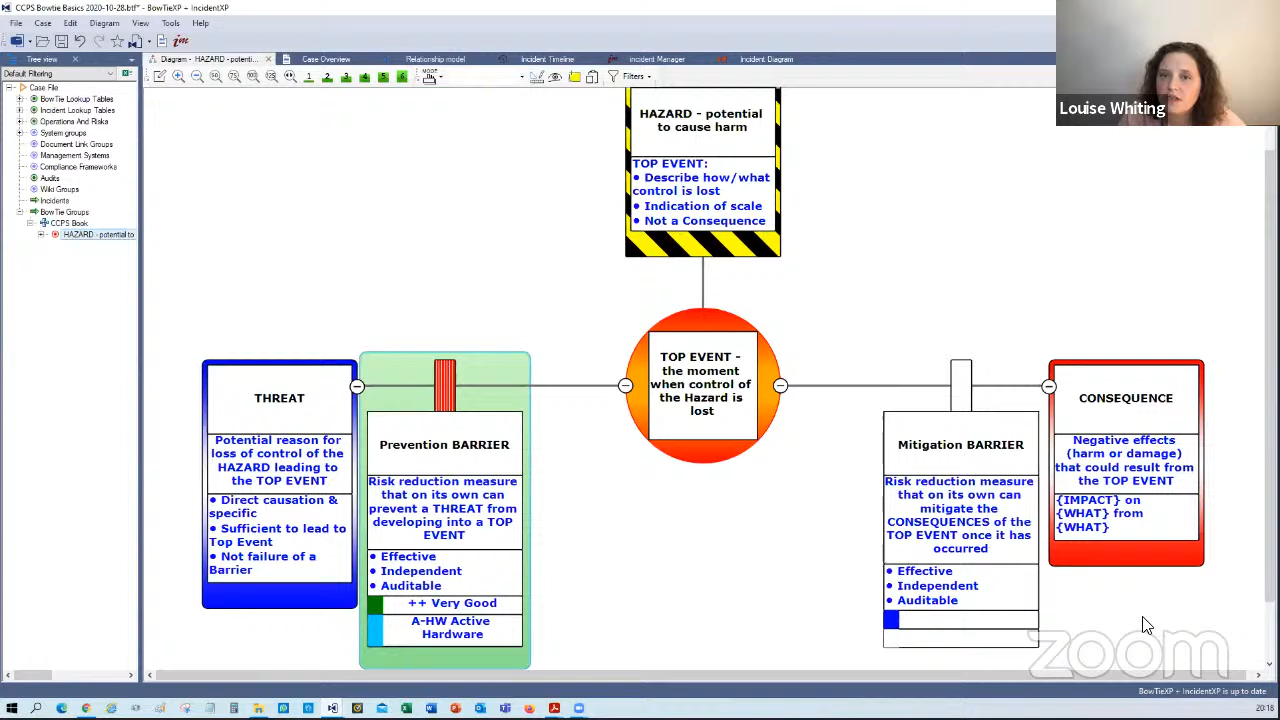 CCPS Bowtie Basics 2020-10-28.btf* - BowTieXP + IncidentXP
File Case Edit Diagram View Tools Help
Tree view
Diagram - HAZARD - potenti...
Case Overview
Relationship model
Incident Timeline
Incident Manager
Incident Diagram
Default Filtering
MODE
Filters
Case File
BowTie Lookup Tables
Incident Lookup Tables
Operations And Risks
System groups
Document Link Groups
Management Systems
Compliance Frameworks
Audits
Wiki Groups
Incidents
BowTie Groups
CCPS Book
HAZARD - potential to
Louise Whiting
HAZARD - potential
to cause harm
TOP EVENT:
• Describe how/what
control is lost
• Indication of scale
• Not a Consequence
TOP EVENT -
the moment
when control of
the Hazard is
lost
THREAT
Potential reason for
loss of control of the
HAZARD leading to
the TOP EVENT
• Direct causation &
specific
• Sufficient to lead to
Top Event
• Not failure of a
Barrier
Prevention BARRIER
Risk reduction measure
that on its own can
prevent a THREAT from
developing into a TOP
EVENT
• Effective
• Independent
• Auditable
++ Very Good
A-HW Active
Hardware
Mitigation BARRIER
Risk reduction measure
that on its own can
mitigate the
CONSEQUENCES of the
TOP EVENT once it has
occurred
• Effective
• Independent
• Auditable
CONSEQUENCE
Negative effects
(harm or damage)
that could result from
the TOP EVENT
{IMPACT} on
{WHAT} from
{WHAT}
zoom
BowTieXP + IncidentXP is up to date
20:18